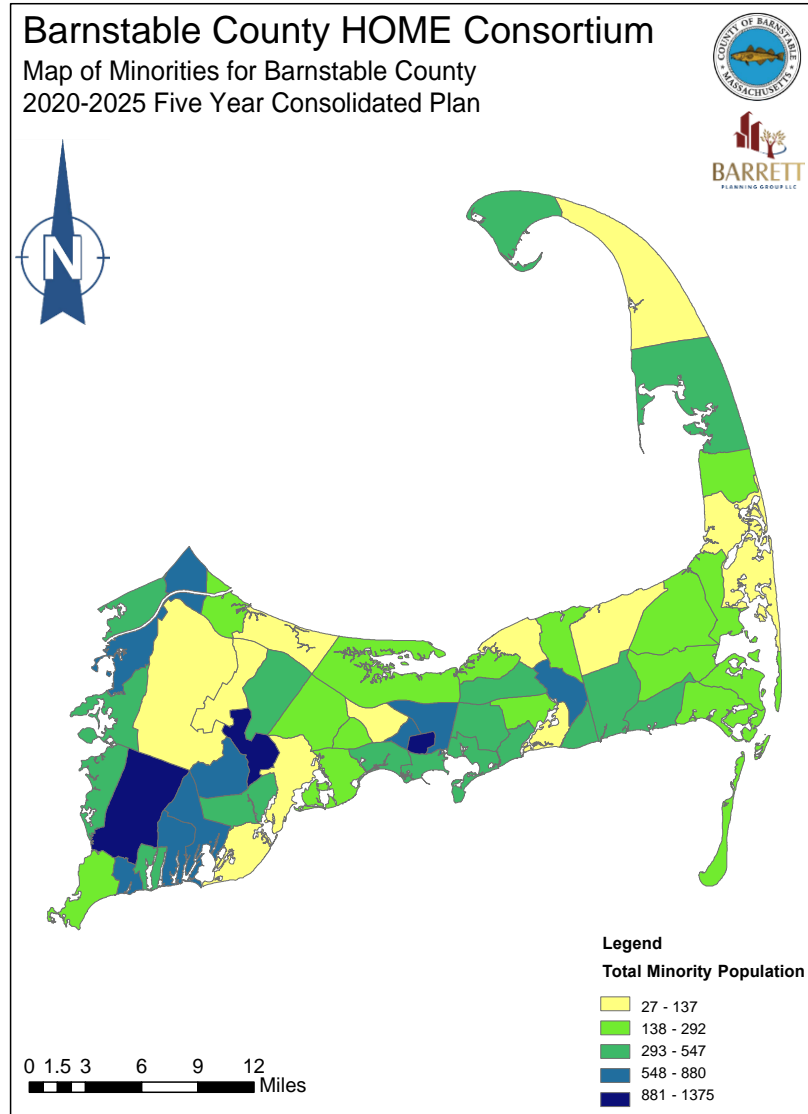 Barnstable County HOME Consortium
Map of Minorities for Barnstable County
2020-2025 Five Year Consolidated Plan
COUNTY OF BARNSTABLE
MASSACHUSETTS
BARRETT
PLANNING GROUP LLC
N
Legend
Total Minority Population
27 - 137
138 - 292
293 - 547
548 - 880
881 - 1375
0 1.5 3 6 9 12
Miles